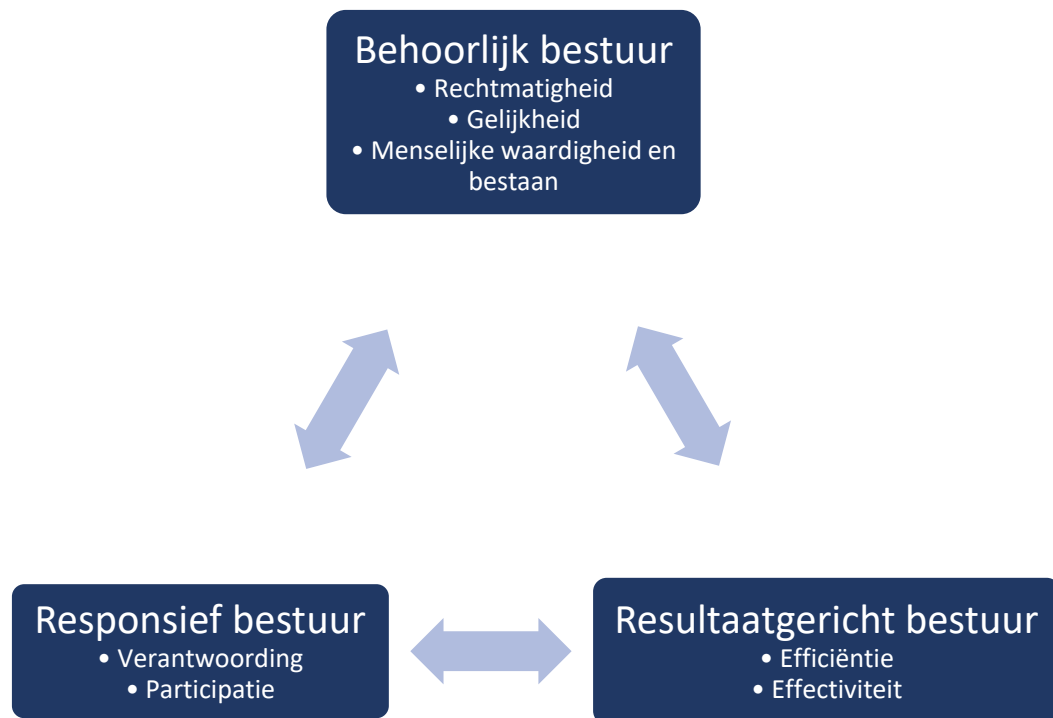 Behoorlijk bestuur
• Rechtmatigheid
• Gelijkheid
• Menselijke waardigheid en
bestaan
Responsief bestuur
• Verantwoording
• Participatie
Resultaatgericht bestuur
• Efficiëntie
• Effectiviteit